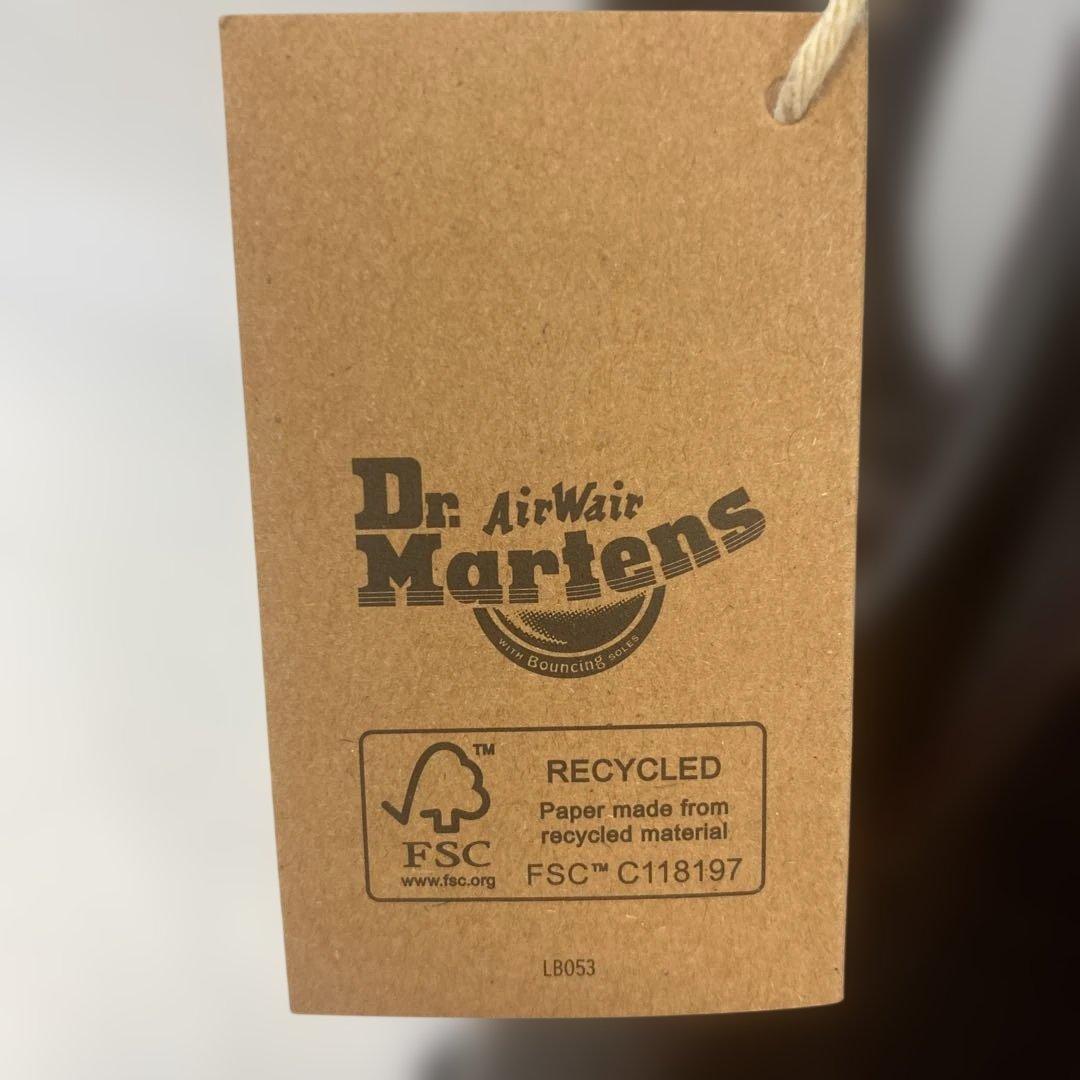 Dr. AirWair
Martens
WITH Bouncing SOLES
TM
FSC
www.fsc.org
RECYCLED
Paper made from
recycled material
FSC™ C118197
LB053